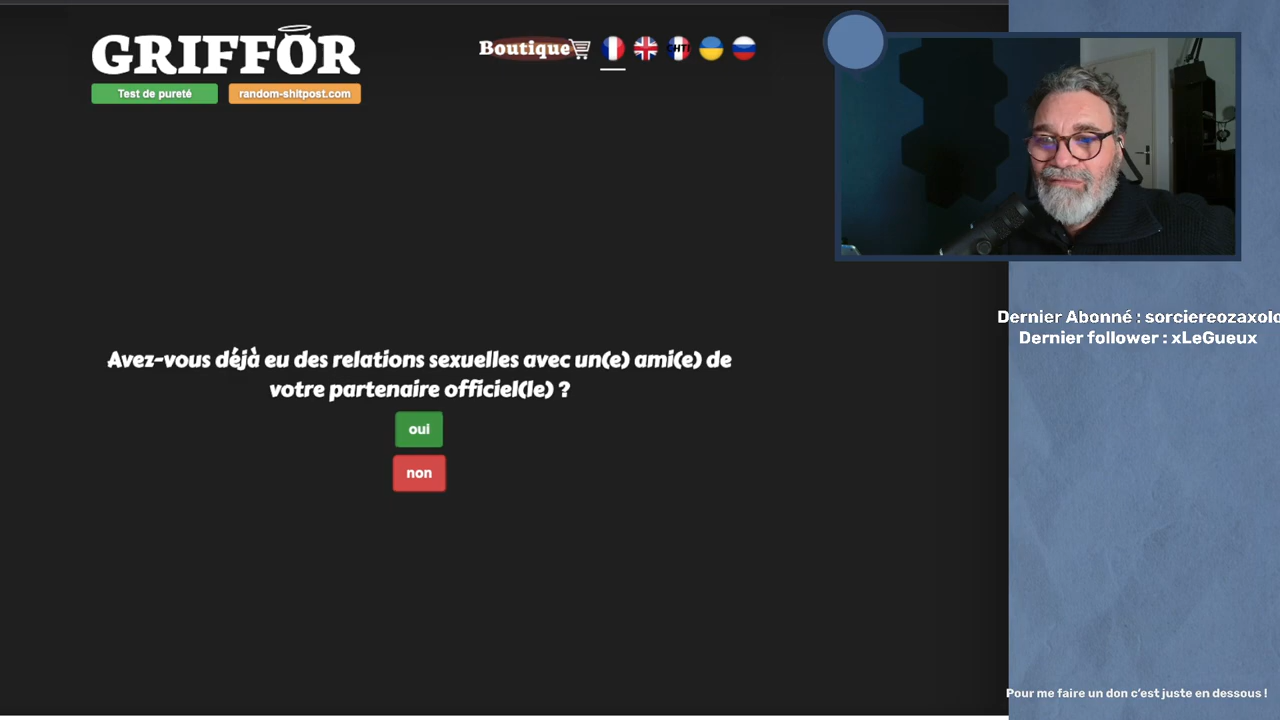 GRIFFOR
Boutique
CHTI
Test de pureté
random-shitpost.com
Avez-vous déjà eu des relations sexuelles avec un(e) ami(e) de
votre partenaire officiel(le) ?
oui
non
Dernier Abonné : sorciereozaxolo
Dernier follower : xLeGueux
Pour me faire un don c'est juste en dessous !